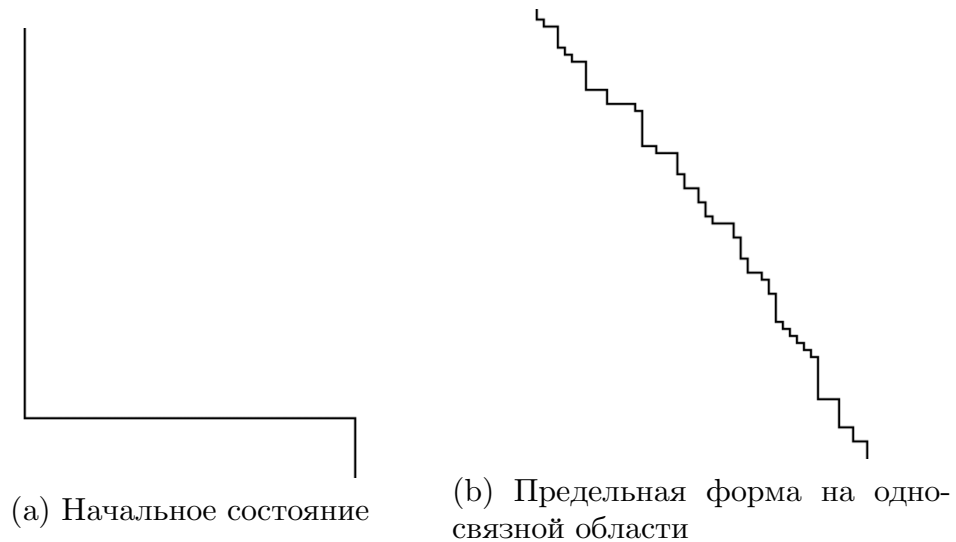 (a) Начальное состояние
(b) Предельная форма на одно-
связной области